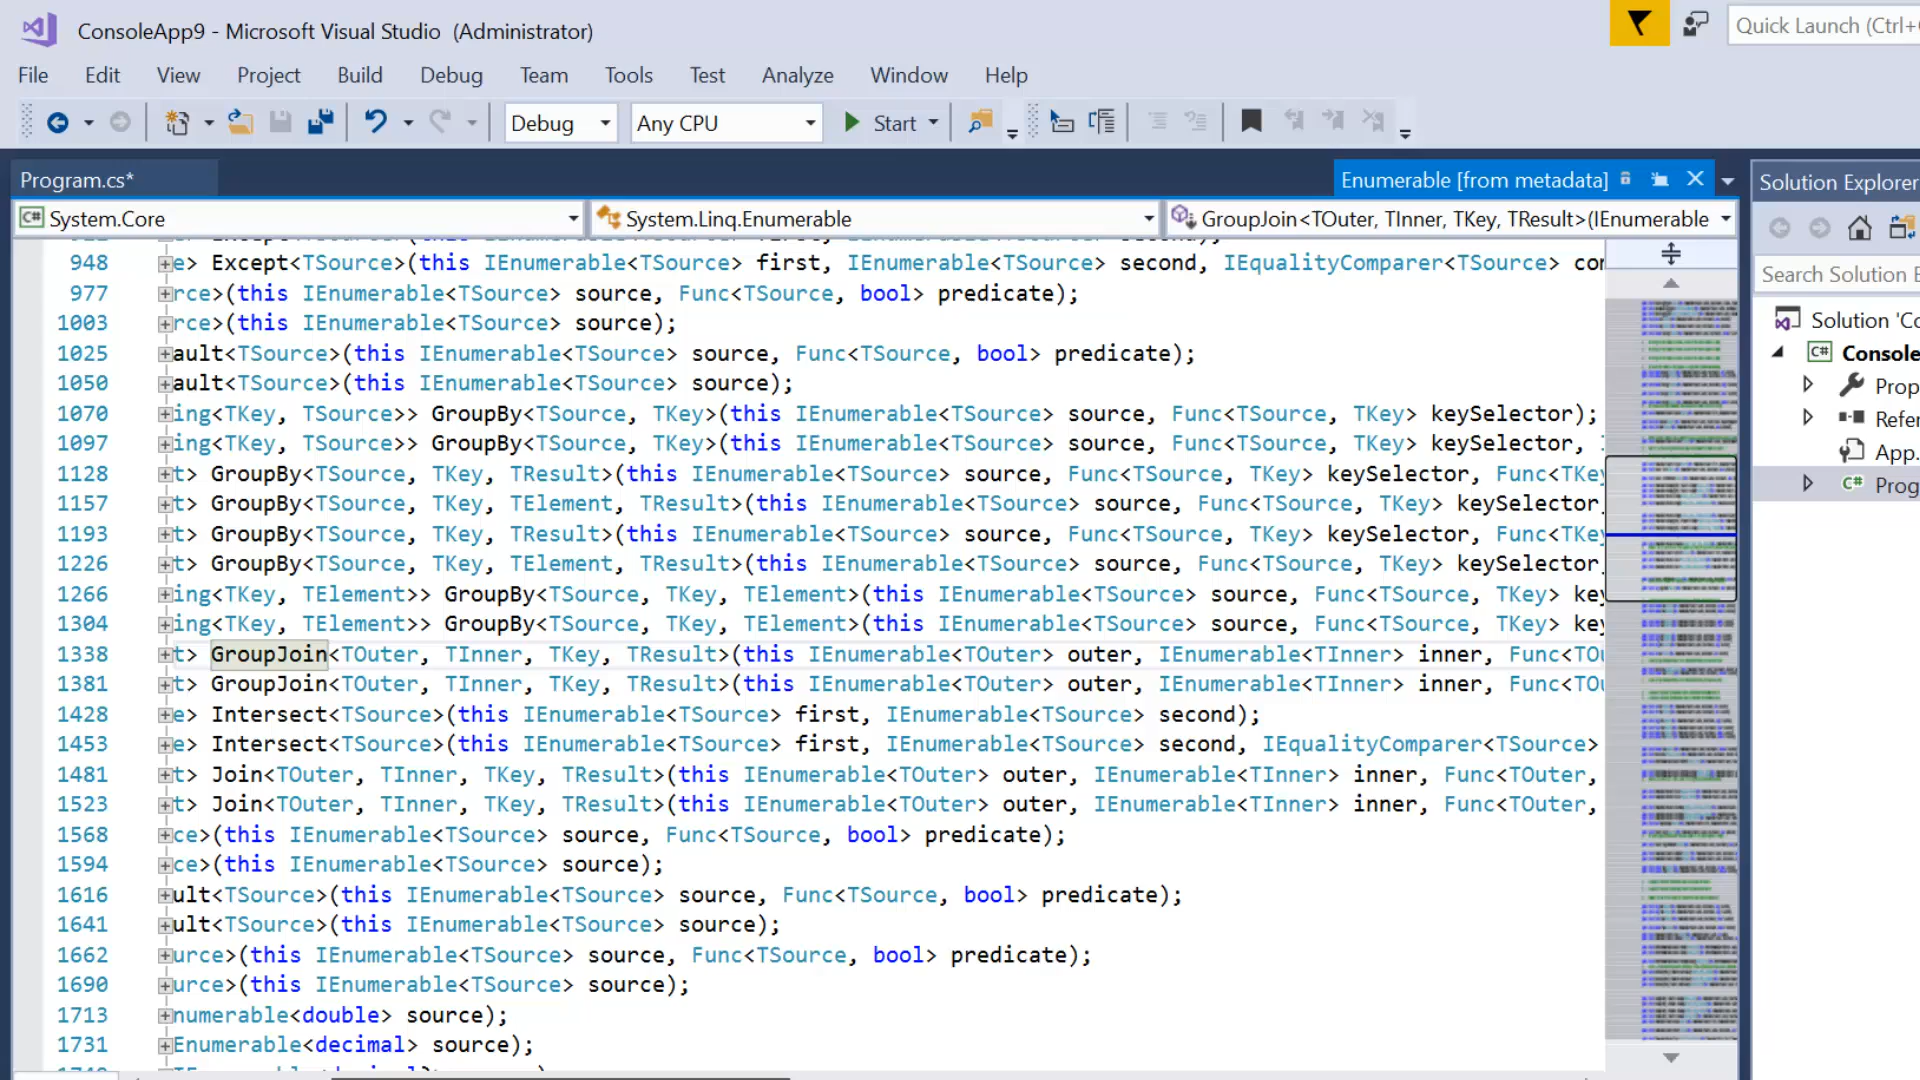 ConsoleApp9 - Microsoft Visual Studio (Administrator)
Quick Launch (Ctrl+
File Edit View Project Build Debug Team Tools Test Analyze Window Help
Debug Any CPU Start
Program.cs*
Enumerable [from metadata]
Solution Explorer
System.Core
System.Linq.Enumerable
GroupJoin<TOuter, TInner, TKey, TResult>(IEnumerable
Search Solution E
948 e> Except<TSource>(this IEnumerable<TSource> first, IEnumerable<TSource> second, IEqualityComparer<TSource> con
977 rce>(this IEnumerable<TSource> source, Func<TSource, bool> predicate);
1003 rce>(this IEnumerable<TSource> source);
1025 ault<TSource>(this IEnumerable<TSource> source, Func<TSource, bool> predicate);
1050 ault<TSource>(this IEnumerable<TSource> source);
1070 ing<TKey, TSource>> GroupBy<TSource, TKey>(this IEnumerable<TSource> source, Func<TSource, TKey> keySelector);
1097 ing<TKey, TSource>> GroupBy<TSource, TKey>(this IEnumerable<TSource> source, Func<TSource, TKey> keySelector,
1128 t> GroupBy<TSource, TKey, TResult>(this IEnumerable<TSource> source, Func<TSource, TKey> keySelector, Func<TKey
1157 t> GroupBy<TSource, TKey, TElement, TResult>(this IEnumerable<TSource> source, Func<TSource, TKey> keySelector,
1193 t> GroupBy<TSource, TKey, TResult>(this IEnumerable<TSource> source, Func<TSource, TKey> keySelector, Func<TKey
1226 t> GroupBy<TSource, TKey, TElement, TResult>(this IEnumerable<TSource> source, Func<TSource, TKey> keySelector,
1266 ing<TKey, TElement>> GroupBy<TSource, TKey, TElement>(this IEnumerable<TSource> source, Func<TSource, TKey> key
1304 ing<TKey, TElement>> GroupBy<TSource, TKey, TElement>(this IEnumerable<TSource> source, Func<TSource, TKey> key
1338 t> GroupJoin<TOuter, TInner, TKey, TResult>(this IEnumerable<TOuter> outer, IEnumerable<TInner> inner, Func<TOu
1381 t> GroupJoin<TOuter, TInner, TKey, TResult>(this IEnumerable<TOuter> outer, IEnumerable<TInner> inner, Func<TOu
1428 e> Intersect<TSource>(this IEnumerable<TSource> first, IEnumerable<TSource> second);
1453 e> Intersect<TSource>(this IEnumerable<TSource> first, IEnumerable<TSource> second, IEqualityComparer<TSource>
1481 t> Join<TOuter, TInner, TKey, TResult>(this IEnumerable<TOuter> outer, IEnumerable<TInner> inner, Func<TOuter,
1523 t> Join<TOuter, TInner, TKey, TResult>(this IEnumerable<TOuter> outer, IEnumerable<TInner> inner, Func<TOuter,
1568 ce>(this IEnumerable<TSource> source, Func<TSource, bool> predicate);
1594 ce>(this IEnumerable<TSource> source);
1616 ult<TSource>(this IEnumerable<TSource> source, Func<TSource, bool> predicate);
1641 ult<TSource>(this IEnumerable<TSource> source);
1662 urce>(this IEnumerable<TSource> source, Func<TSource, bool> predicate);
1690 urce>(this IEnumerable<TSource> source);
1713 numerable<double> source);
1731 Enumerable<decimal> source);
Solution 'Co
C# Console
Prop
Refer
App.
C# Prog